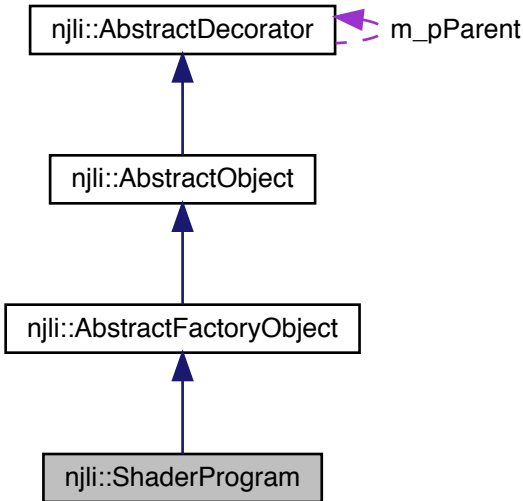 njli::AbstractDecorator
m_pParent
njli::AbstractObject
njli::AbstractFactoryObject
njli::ShaderProgram